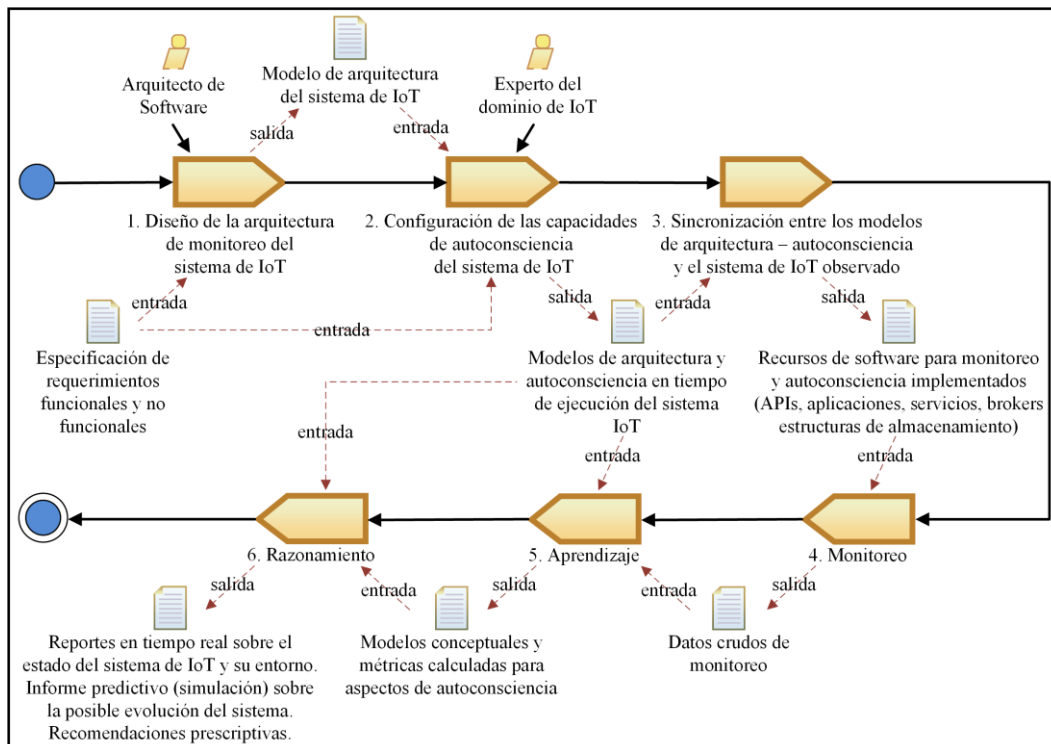 Arquitecto de
Software
Modelo de arquitectura
del sistema de IoT
Experto del
dominio de IoT
salida
entrada
1. Diseño de la arquitectura
de monitoreo del
sistema de IoT
2. Configuración de las capacidades
de autoconsciencia
del sistema de IoT
3. Sincronización entre los modelos
de arquitectura – autoconsciencia
y el sistema de IoT observado
entrada
entrada
salida
entrada
salida
Especificación de
requerimientos
funcionales y no
funcionales
Modelos de arquitectura y
autoconsciencia en tiempo
de ejecución del sistema
IoT
Recursos de software para monitoreo
y autoconsciencia implementados
(APIs, aplicaciones, servicios, brokers
estructuras de almacenamiento)
entrada
entrada
entrada
6. Razonamiento
5. Aprendizaje
4. Monitoreo
salida
entrada
salida
entrada
salida
Reportes en tiempo real sobre el
estado del sistema de IoT y su entorno.
Informe predictivo (simulación) sobre
la posible evolución del sistema.
Recomendaciones prescriptivas.
Modelos conceptuales y
métricas calculadas para
aspectos de autoconsciencia
Datos crudos de
monitoreo